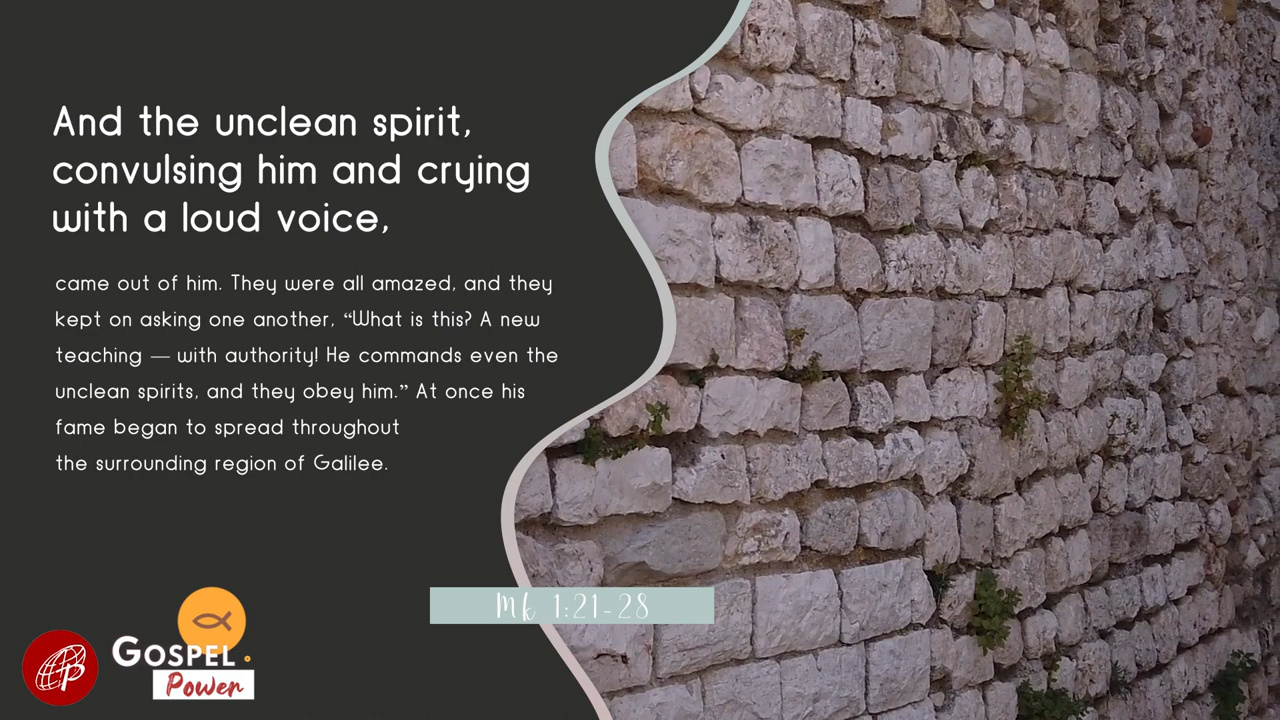 And the unclean spirit,
convulsing him and crying
with a loud voice,
came out of him. They were all amazed, and they
kept on asking one another, “What is this? A new
teaching — with authority! He commands even the
unclean spirits, and they obey him.” At once his
fame began to spread throughout
the surrounding region of Galilee.
Mk 1:21-28
GOSPEL
Power